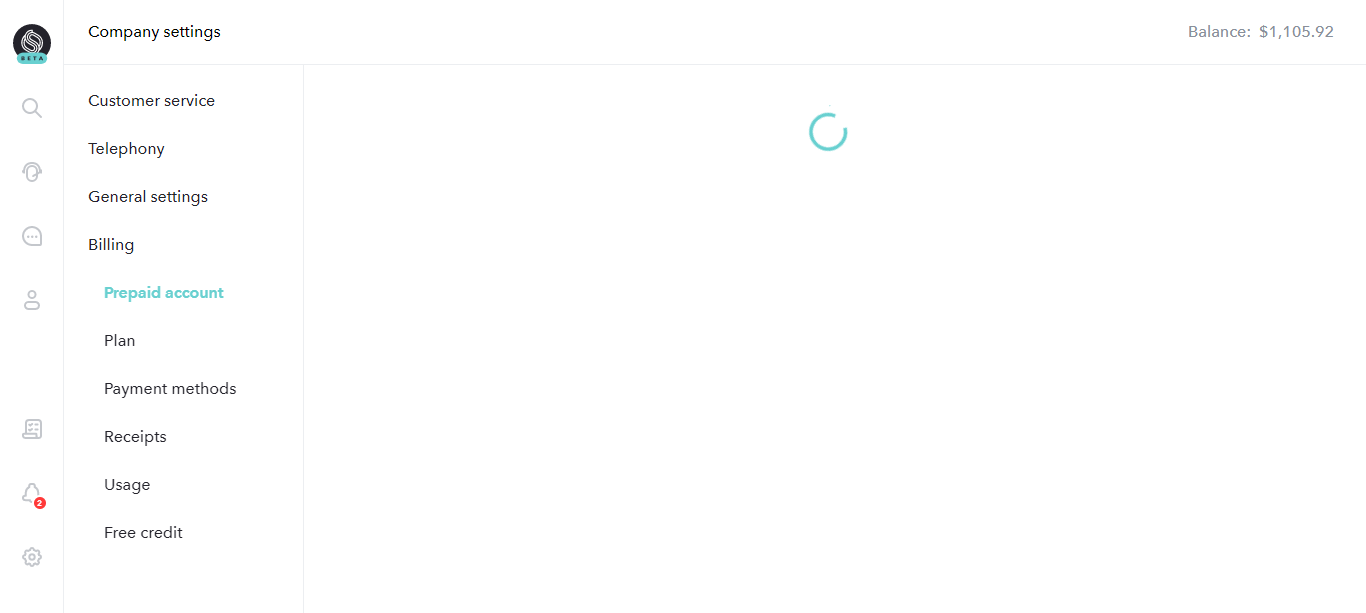 Company settings
Balance: $1,105.92
BETA
Customer service
Telephony
General settings
Billing
Prepaid account
Plan
Payment methods
Receipts
Usage
Free credit
2